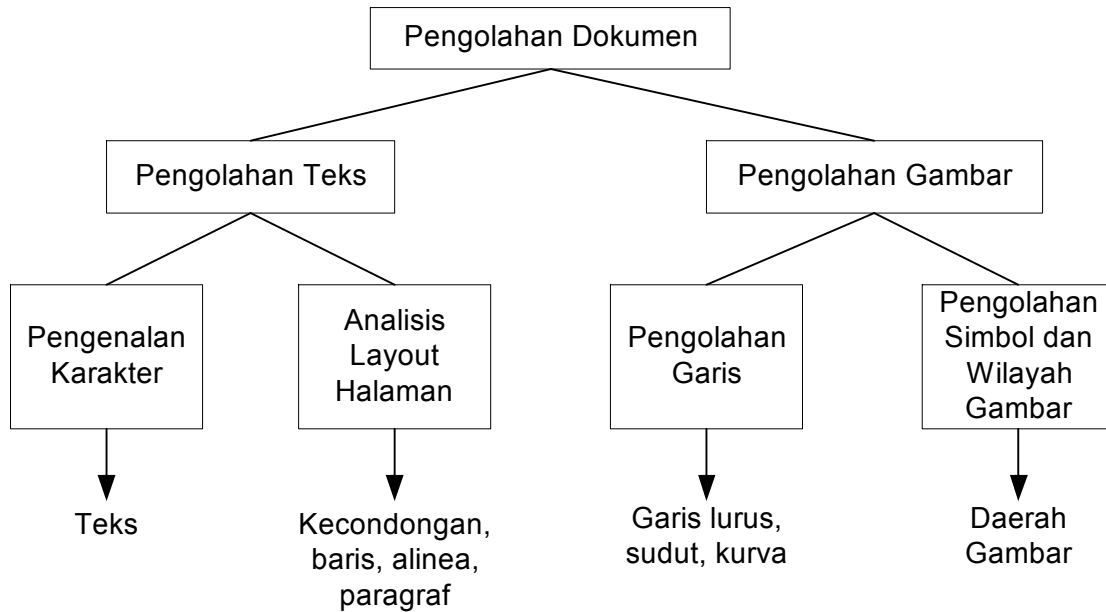 Pengolahan Dokumen
Pengolahan Teks
Pengolahan Gambar
Pengenalan
Karakter
Analisis
Layout
Halaman
Pengolahan
Garis
Pengolahan
Simbol dan
Wilayah
Gambar
Teks
Kecondongan,
baris, alinea,
paragraf
Garis lurus,
sudut, kurva
Daerah
Gambar